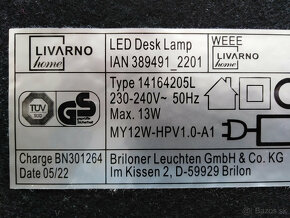 LIVARNO
home
LED Desk Lamp
IAN 389491_2201
WEEE
LIVARNO
home
Type 14164205L
230-240V~ 50Hz
Max. 13W
MY12W-HPV1.0-A1
TÜV
SÜD
GS
Charge BN301264
Date 05/22
Briloner Leuchten GmbH & Co. KG
Im Kissen 2, D-59929 Brilon